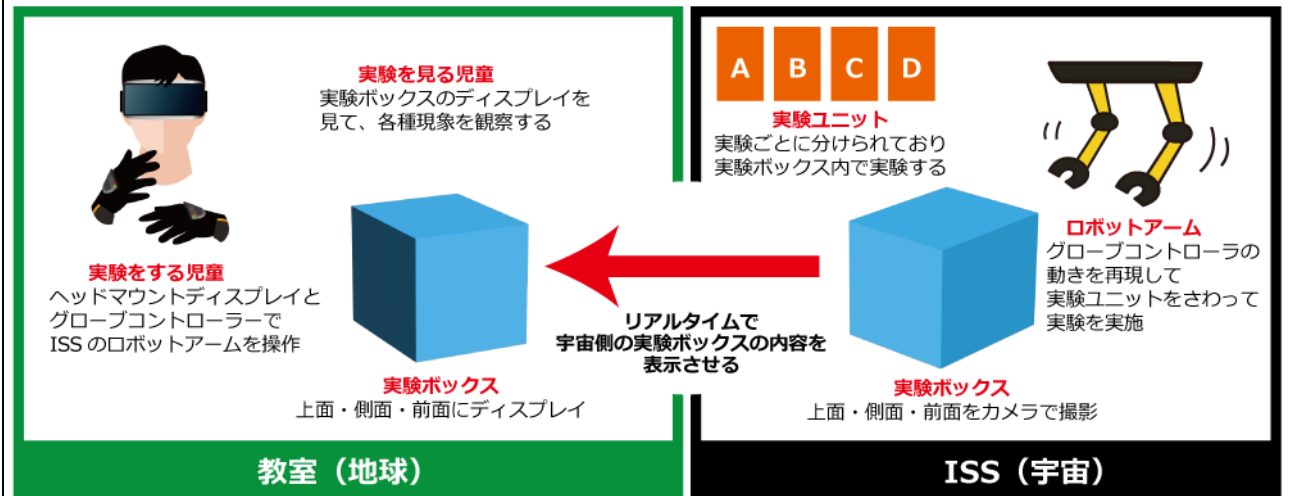 実験を見る児童
実験ボックスのディスプレイを
見て、各種現象を観察する
実験をする児童
ヘッドマウントディスプレイと
グローブコントローラーで
ISS のロボットアームを操作
実験ボックス
上面・側面・前面にディスプレイ
教室（地球）
リアルタイムで
宇宙側の実験ボックスの内容を
表示させる
A B C D
実験ユニット
実験ごとに分けられており
実験ボックス内で実験する
ロボットアーム
グローブコントローラの
動きを再現して
実験ユニットをさわって
実験を実施
実験ボックス
上面・側面・前面をカメラで撮影
ISS（宇宙）